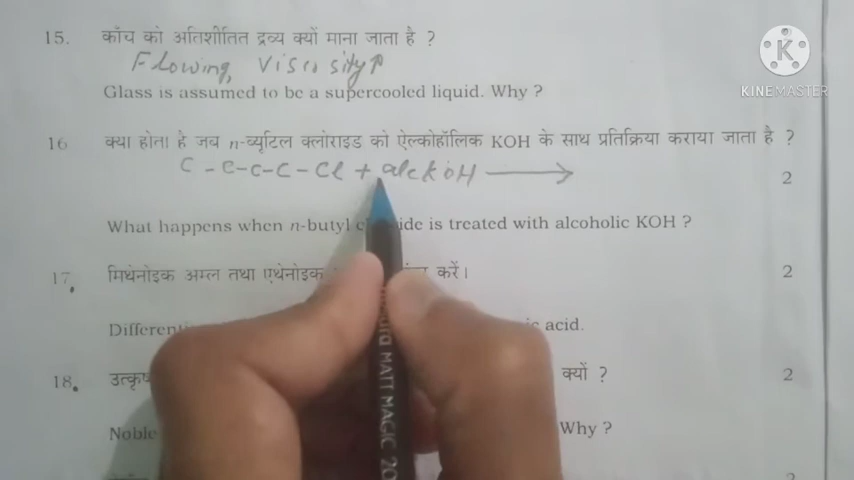 15. काँच को अतिशीतित द्रव्य क्यों माना जाता है ?
Flowing, Viscosity↑
Glass is assumed to be a supercooled liquid. Why ?
K
KINEMASTER
16 क्या होता है जब n-ब्यूटिल क्लोराइड को ऐल्कोहॉलिक KOH के साथ प्रतिक्रिया कराया जाता है ?
C - C - C - C - Cl + alc KOH ⟶
2
What happens when n-butyl ide is treated with alcoholic KOH ?
17. मिथेनोइक अम्ल तथा एथेनोइक करें। 2
acid.
18. क्यों ? 2
Noble Why ?